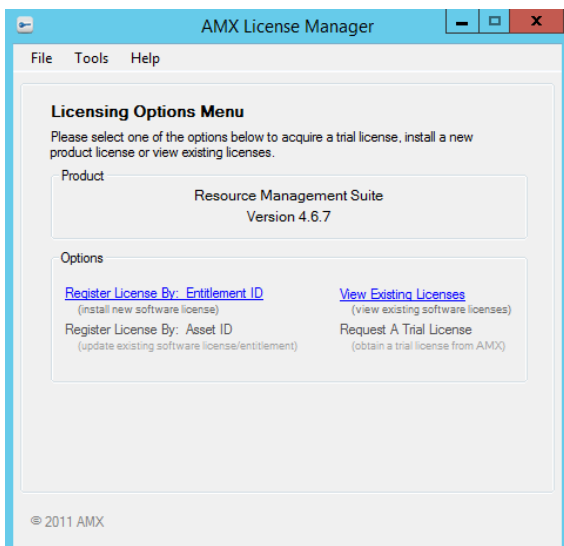 AMX License Manager
File Tools Help
Licensing Options Menu
Please select one of the options below to acquire a trial license, install a new
product license or view existing licenses.
Product
Resource Management Suite
Version 4.6.7
Options
Register License By: Entitlement ID
(install new software license)
View Existing Licenses
(view existing software licenses)
Register License By: Asset ID
(update existing software license/entitlement)
Request A Trial License
(obtain a trial license from AMX)
© 2011 AMX